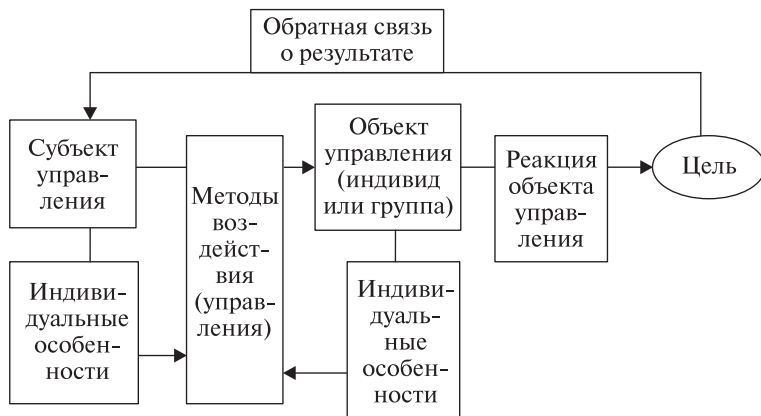 Обратная связь
о результате
Субъект
управ-
ления
Методы
воз-
действ-
вия
(управ-
ления)
Объект
управления
(индивид
или группа)
Реакция
объекта
управ-
ления
Цель
Индиви-
дуальные
особен-
ности
Индиви-
дуаль-
ные
особен-
ности